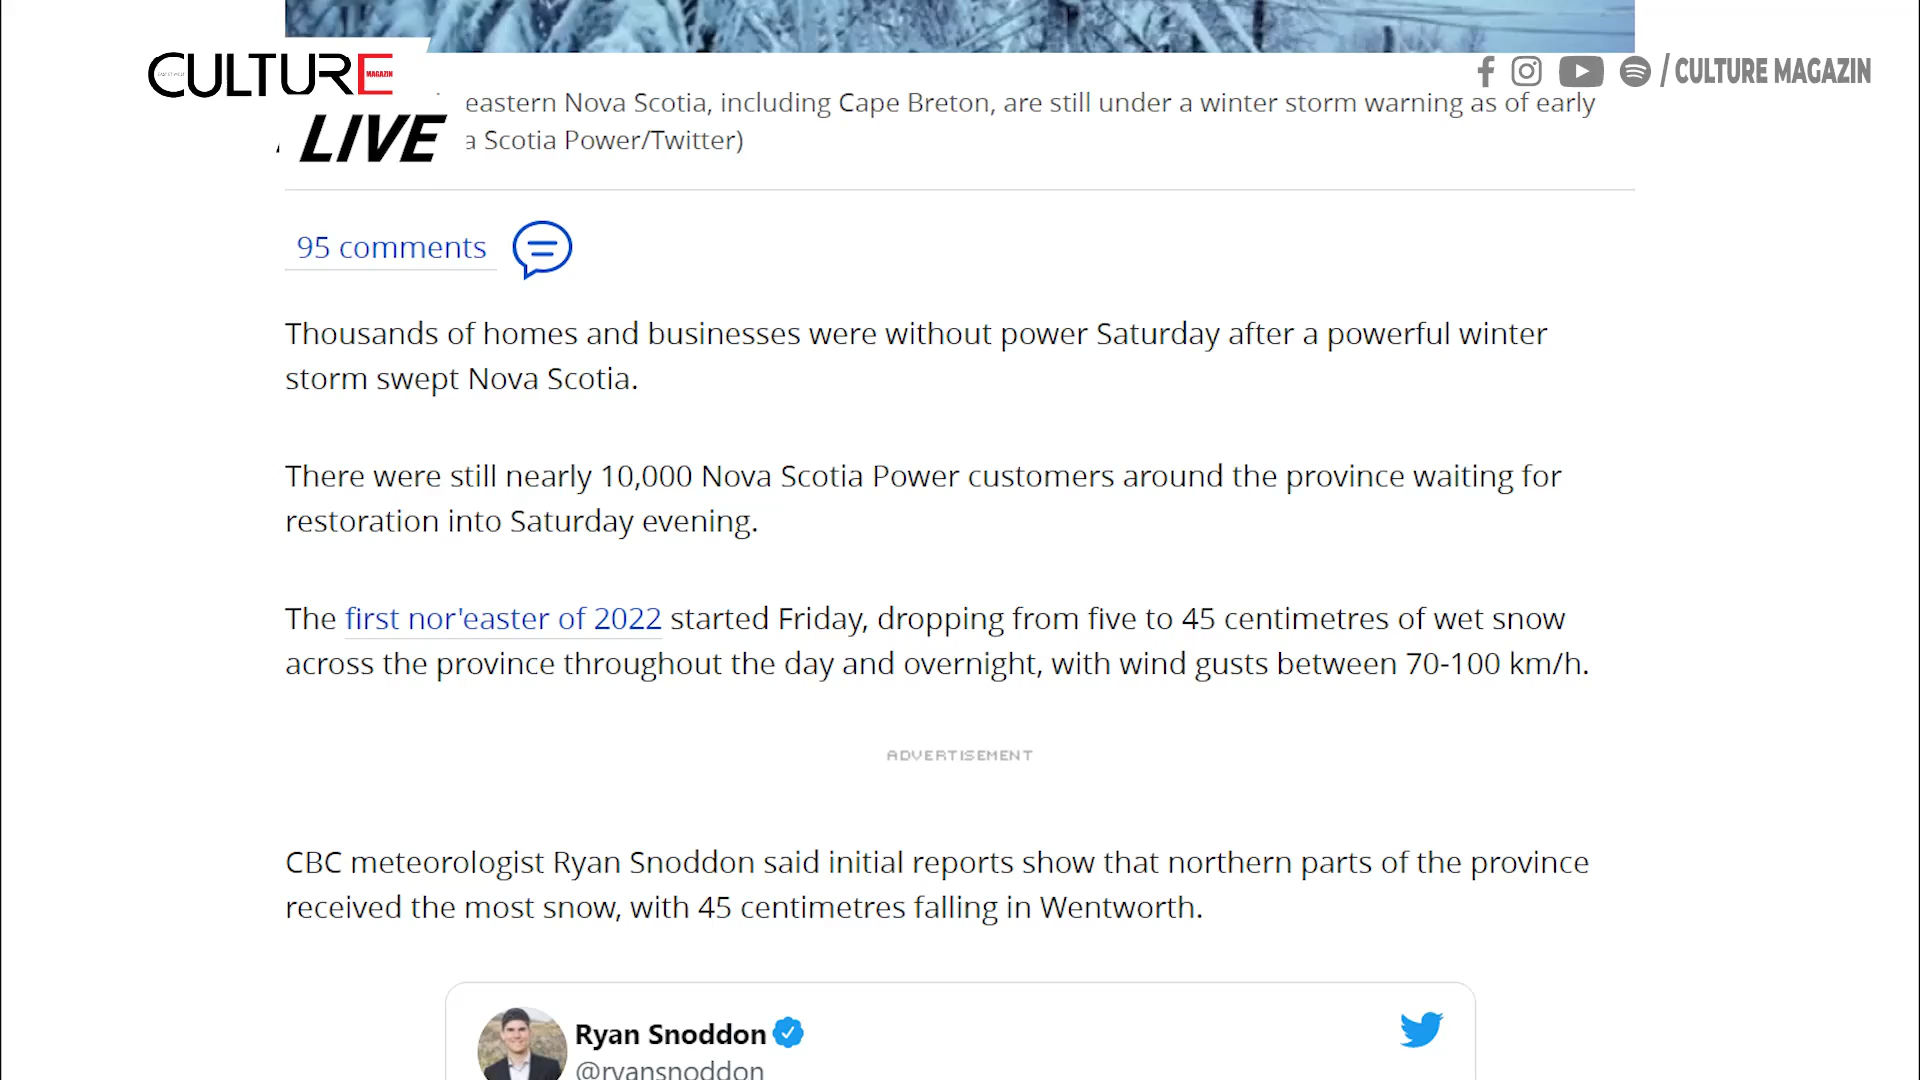 CULTURE
MAGAZIN
LIVE
/ CULTURE MAGAZIN
eastern Nova Scotia, including Cape Breton, are still under a winter storm warning as of early
a Scotia Power/Twitter)
95 comments
Thousands of homes and businesses were without power Saturday after a powerful winter
storm swept Nova Scotia.
There were still nearly 10,000 Nova Scotia Power customers around the province waiting for
restoration into Saturday evening.
The first nor'easter of 2022 started Friday, dropping from five to 45 centimetres of wet snow
across the province throughout the day and overnight, with wind gusts between 70-100 km/h.
ADVERTISEMENT
CBC meteorologist Ryan Snoddon said initial reports show that northern parts of the province
received the most snow, with 45 centimetres falling in Wentworth.
Ryan Snoddon
@ryansnoddon